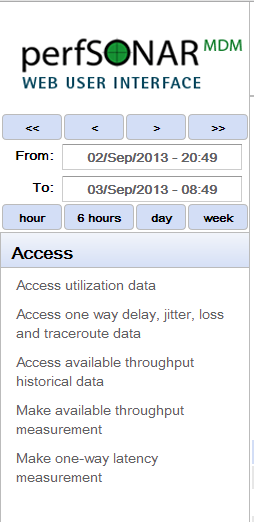 perfSONAR MDM
WEB USER INTERFACE
<< < > >>
From: 02/Sep/2013 - 20:49
To: 03/Sep/2013 - 08:49
hour 6 hours day week
Access
Access utilization data
Access one way delay, jitter, loss
and traceroute data
Access available throughput
historical data
Make available throughput
measurement
Make one-way latency
measurement